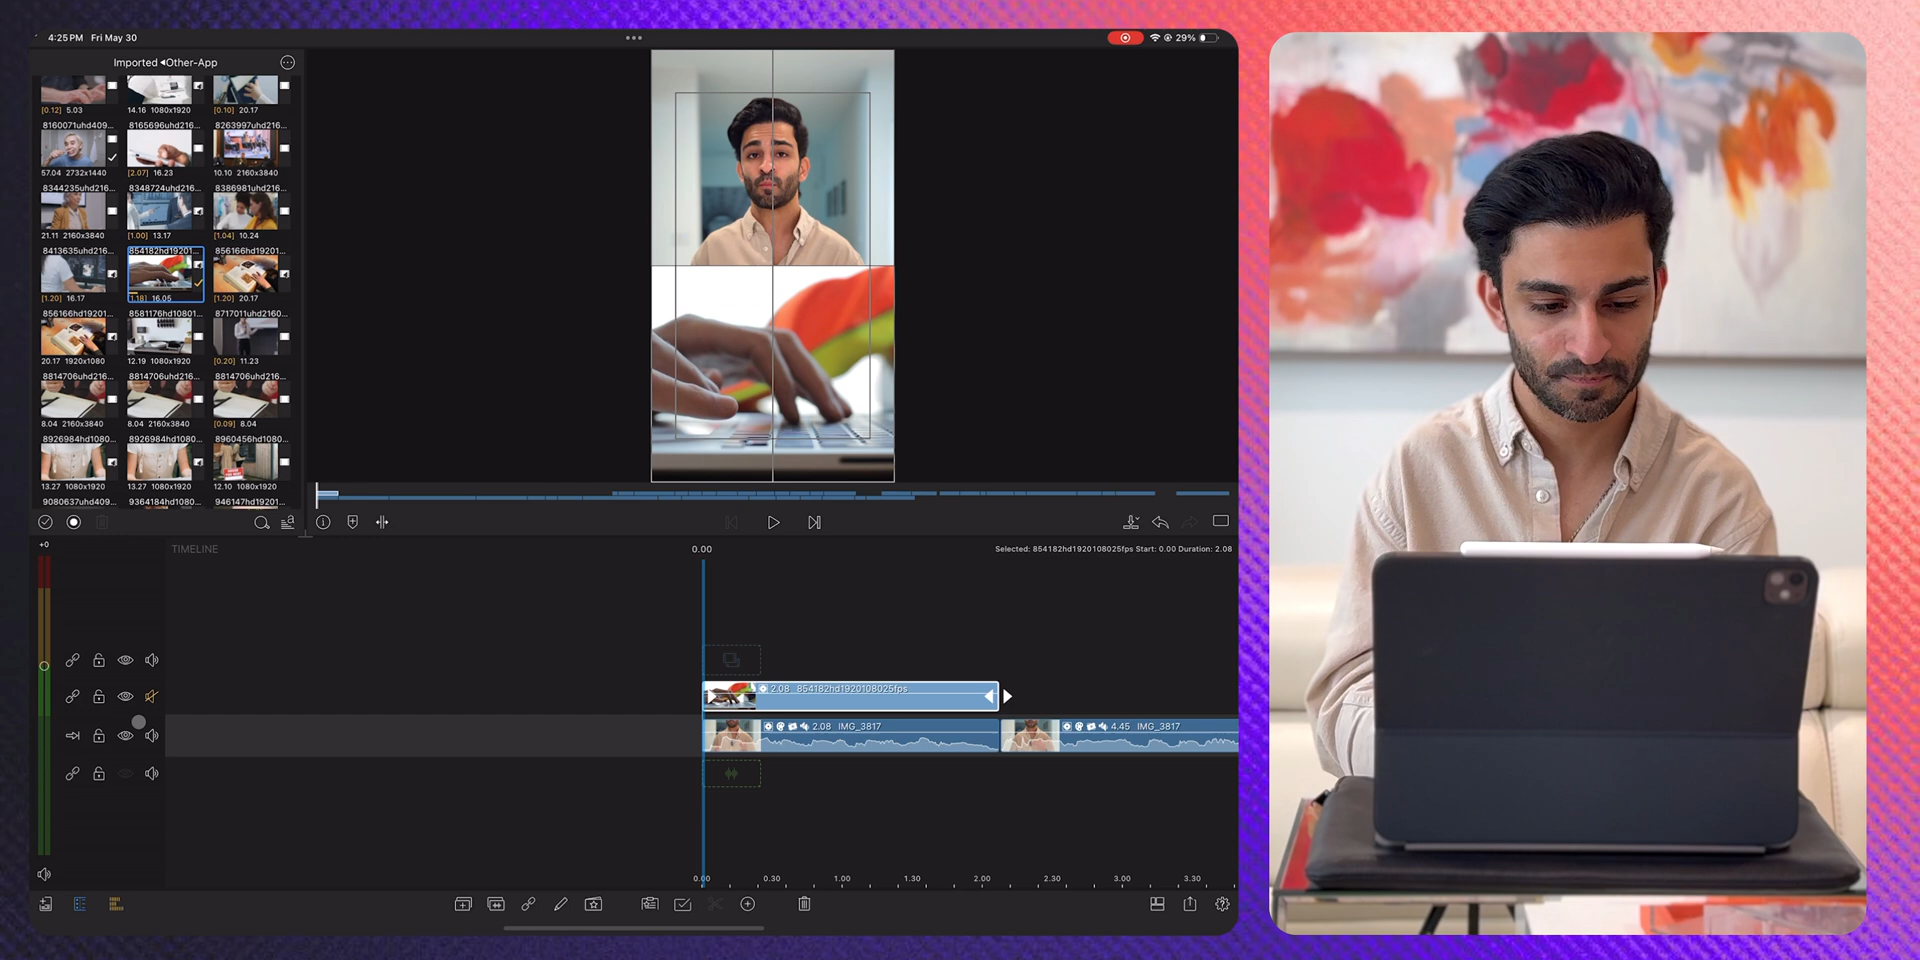 4:25 PM Fri May 30
29%
Imported ◂Other-App
[0.12] 5.03
14.16 1080x1920
[0.10] 20.17
8160071uhd409...
8165696uhd216...
8263997uhd216...
57.04 2732x1440
[2.07] 16.23
10.10 2160x3840
8344235uhd216...
8348724uhd216...
8386981uhd216...
21.11 2160x3840
[1.00] 13.17
[1.04] 10.24
8413635uhd216...
854182hd19201...
856166hd19201...
[1.20] 16.17
[1.18] 16.05
[1.20] 20.17
856166hd19201...
8581176hd10801...
8717011uhd2160...
20.17 1920x1080
12.19 1080x1920
[0.20] 11.23
8814706uhd216...
8814706uhd216...
8814706uhd216...
8.04 2160x3840
8.04 2160x3840
[0.09] 8.04
8926984hd1080...
8926984hd1080...
8960456hd1080...
13.27 1080x1920
13.27 1080x1920
12.10 1080x1920
9080637uhd409...
9364184hd1080...
946147hd19201...
+0
TIMELINE
0.00
Selected: 854182hd1920108025fps Start: 0.00 Duration: 2.08
2.08 854182hd1920108025fps
2.08 IMG_3817
4.45 IMG_3817
0.00
0.30
1.00
1.30
2.00
2.30
3.00
3.30